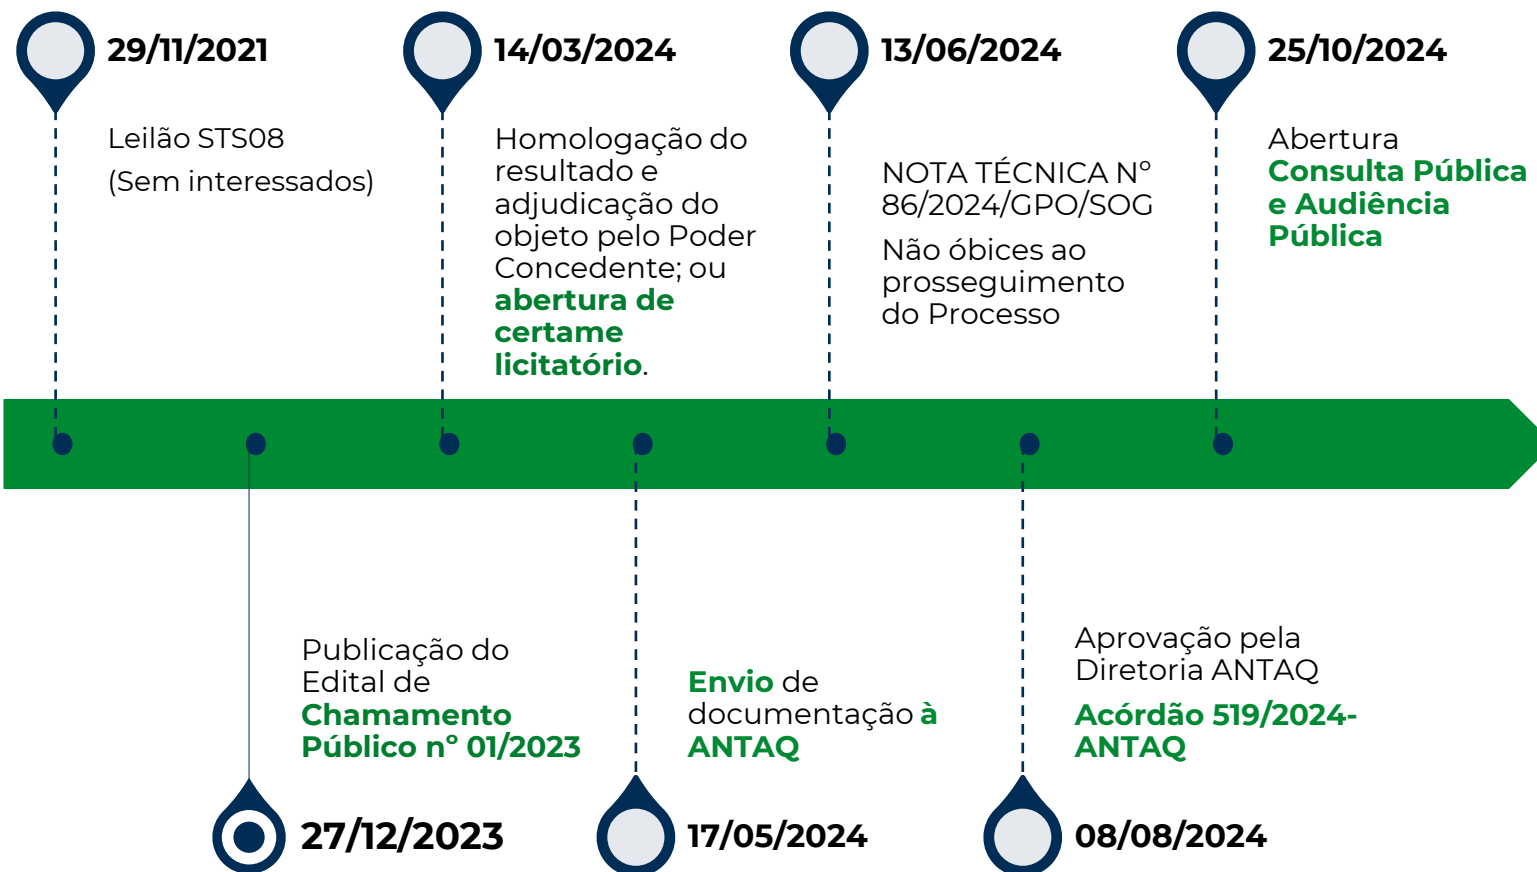 29/11/2021
Leilão STS08
(Sem interessados)
14/03/2024
Homologação do
resultado e
adjudicação do
objeto pelo Poder
Concedente; ou
abertura de
certame
licitatório.
13/06/2024
NOTA TÉCNICA Nº
86/2024/GPO/SOG
Não óbices ao
prosseguimento
do Processo
25/10/2024
Abertura
Consulta Pública
e Audiência
Pública
Publicação do
Edital de
Chamamento
Público nº 01/2023
27/12/2023
Envio de
documentação à
ANTAQ
17/05/2024
Aprovação pela
Diretoria ANTAQ
Acórdão 519/2024-
ANTAQ
08/08/2024